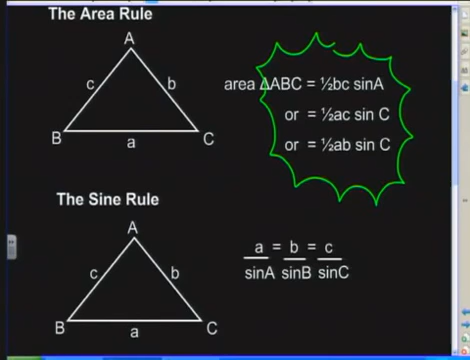 The Area Rule
A
c b
B a C
area ΔABC = ½bc sinA
or = ½ac sin C
or = ½ab sin C
The Sine Rule
A
c b
B a C
a = b = c
sinA sinB sinC